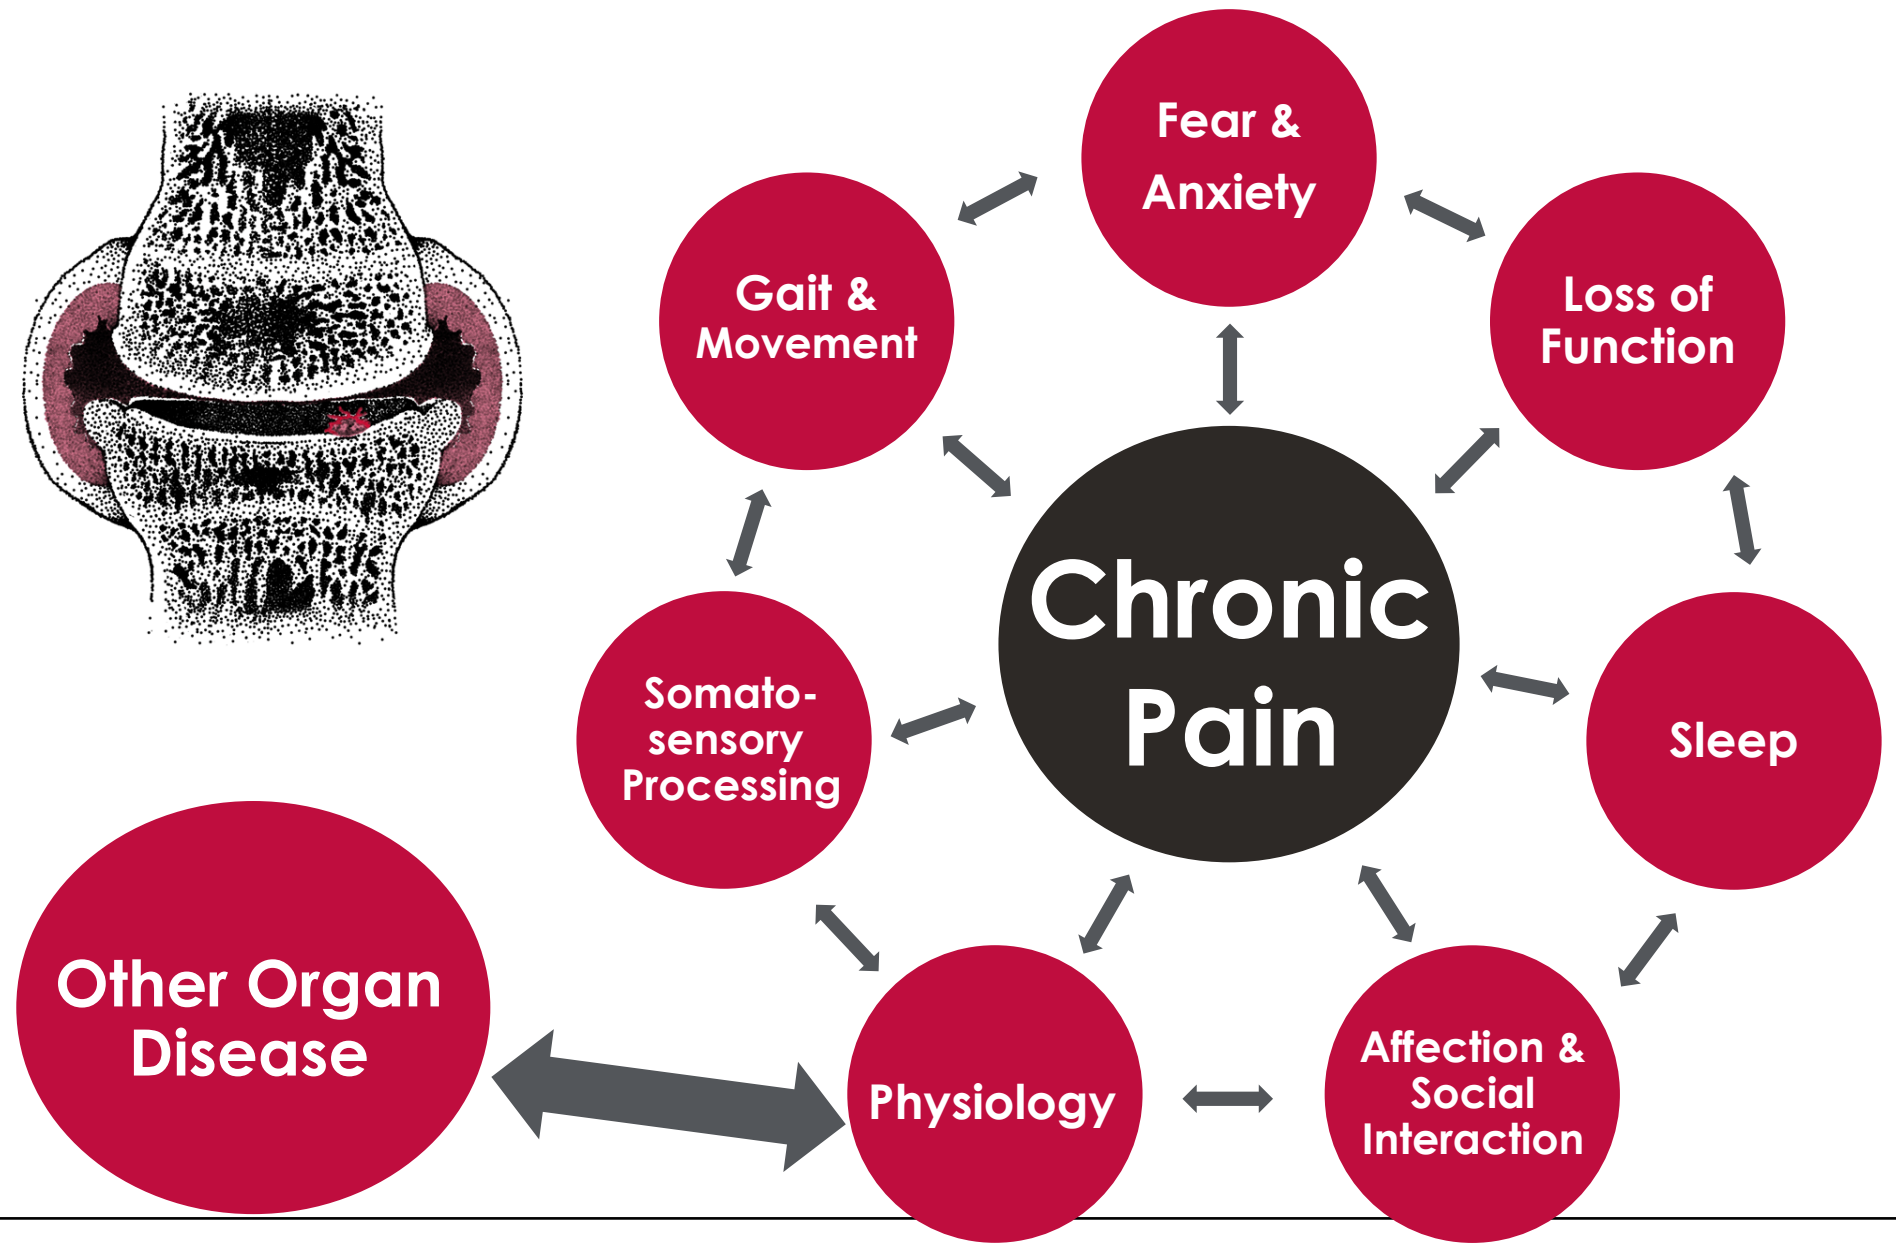 Fear &
Anxiety
Gait &
Movement
Loss of
Function
Chronic
Pain
Somato-
sensory
Processing
Sleep
Other Organ
Disease
Physiology
Affection &
Social
Interaction